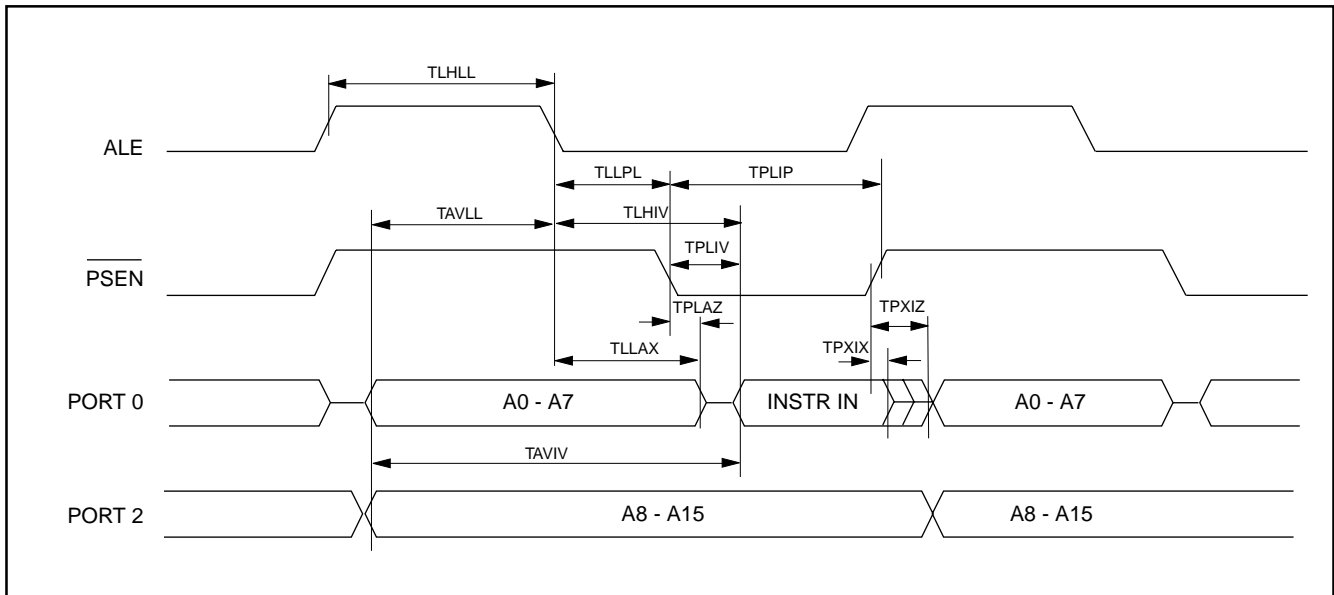 TLHLL
ALE
TLLPL
TPLIP
TAVLL
TLHIV
TPLIV
PSEN
TPLAZ
TPXIZ
TLLAX
TPXIX
PORT 0
A0 - A7
INSTR IN
A0 - A7
TAVIV
PORT 2
A8 - A15
A8 - A15